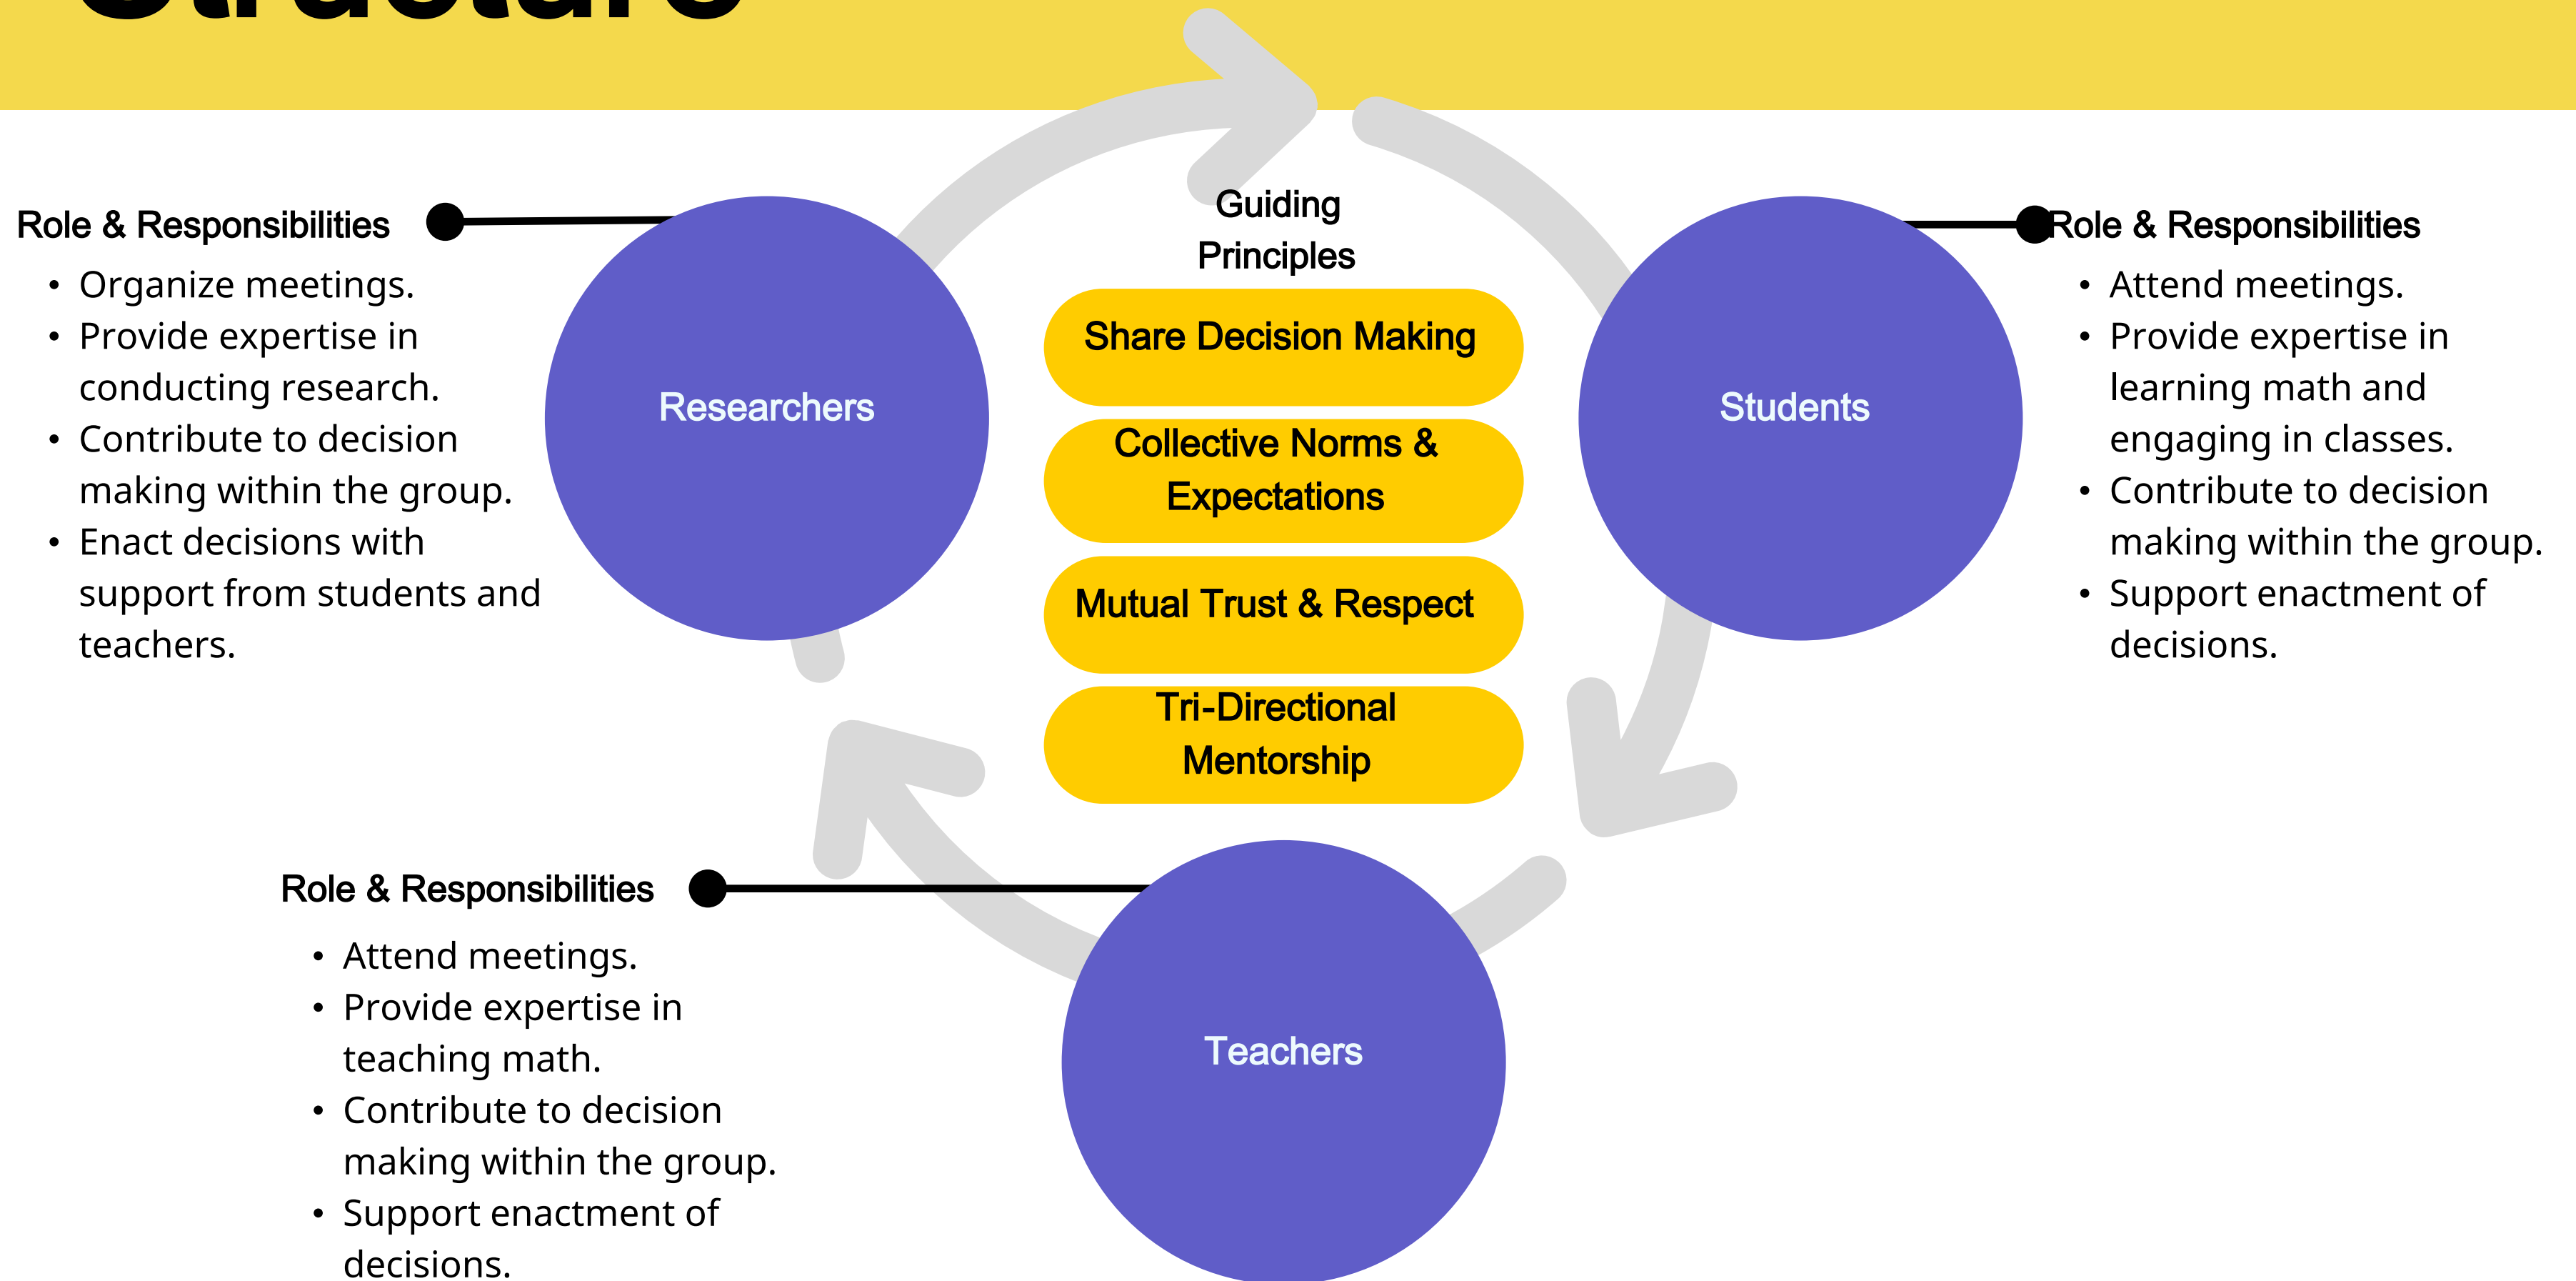 Structure
Role & Responsibilities
• Organize meetings.
• Provide expertise in
conducting research.
• Contribute to decision
making within the group.
• Enact decisions with
support from students and
teachers.
Researchers
Guiding
Principles
Share Decision Making
Collective Norms &
Expectations
Mutual Trust & Respect
Tri-Directional
Mentorship
Students
Role & Responsibilities
• Attend meetings.
• Provide expertise in
learning math and
engaging in classes.
• Contribute to decision
making within the group.
• Support enactment of
decisions.
Role & Responsibilities
• Attend meetings.
• Provide expertise in
teaching math.
• Contribute to decision
making within the group.
• Support enactment of
decisions.
Teachers